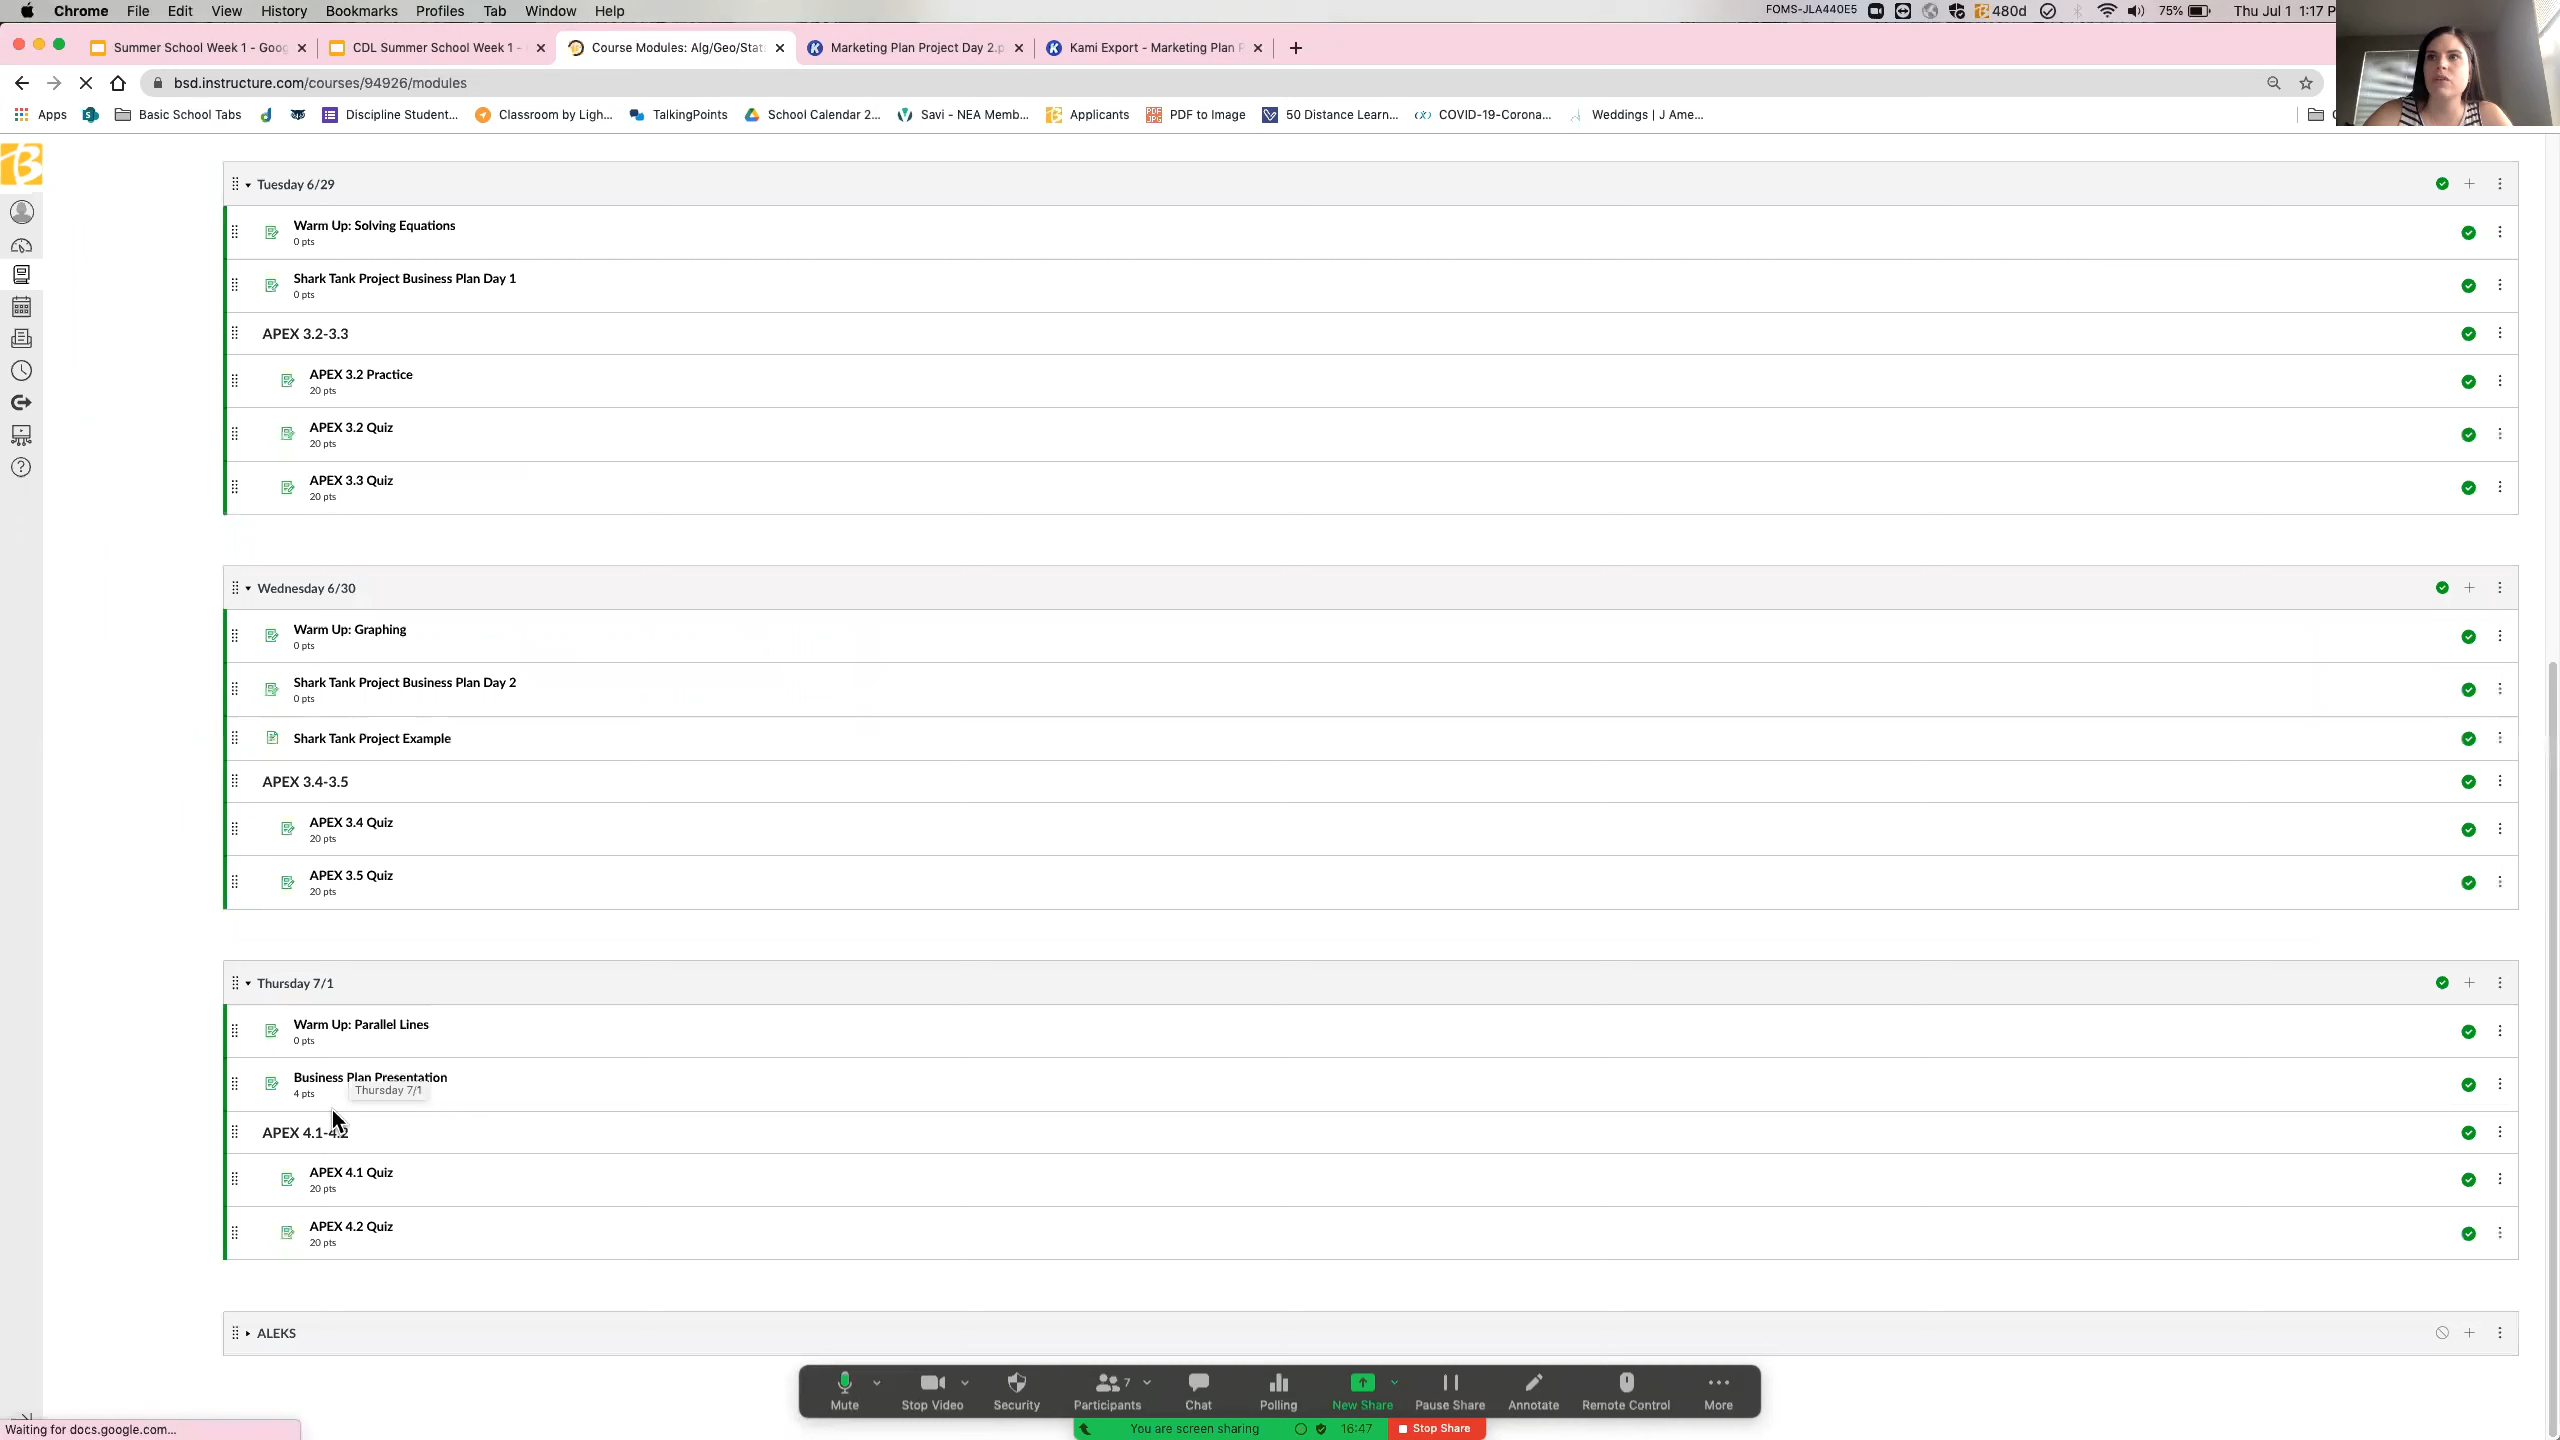 Chrome File Edit View History Bookmarks Profiles Tab Window Help FOMS-JLA440E5 480d 75% Thu Jul 1 1:17 P
Summer School Week 1 - Goog CDL Summer School Week 1 - Course Modules: Alg/Geo/Stat Marketing Plan Project Day 2.p Kami Export - Marketing Plan P
bsd.instructure.com/courses/94926/modules
Apps Basic School Tabs Discipline Student... Classroom by Ligh... TalkingPoints School Calendar 2... Savi - NEA Memb... Applicants PDF to Image 50 Distance Learn... COVID-19-Corona... Weddings | J Ame...
Tuesday 6/29
Warm Up: Solving Equations
0 pts
Shark Tank Project Business Plan Day 1
0 pts
APEX 3.2-3.3
APEX 3.2 Practice
20 pts
APEX 3.2 Quiz
20 pts
APEX 3.3 Quiz
20 pts
Wednesday 6/30
Warm Up: Graphing
0 pts
Shark Tank Project Business Plan Day 2
0 pts
Shark Tank Project Example
APEX 3.4-3.5
APEX 3.4 Quiz
20 pts
APEX 3.5 Quiz
20 pts
Thursday 7/1
Warm Up: Parallel Lines
0 pts
Business Plan Presentation
4 pts Thursday 7/1
APEX 4.1-4.2
APEX 4.1 Quiz
20 pts
APEX 4.2 Quiz
20 pts
ALEKS
7
Mute Stop Video Security Participants Chat Polling New Share Pause Share Annotate Remote Control More
Waiting for docs.google.com... You are screen sharing 16:47 Stop Share